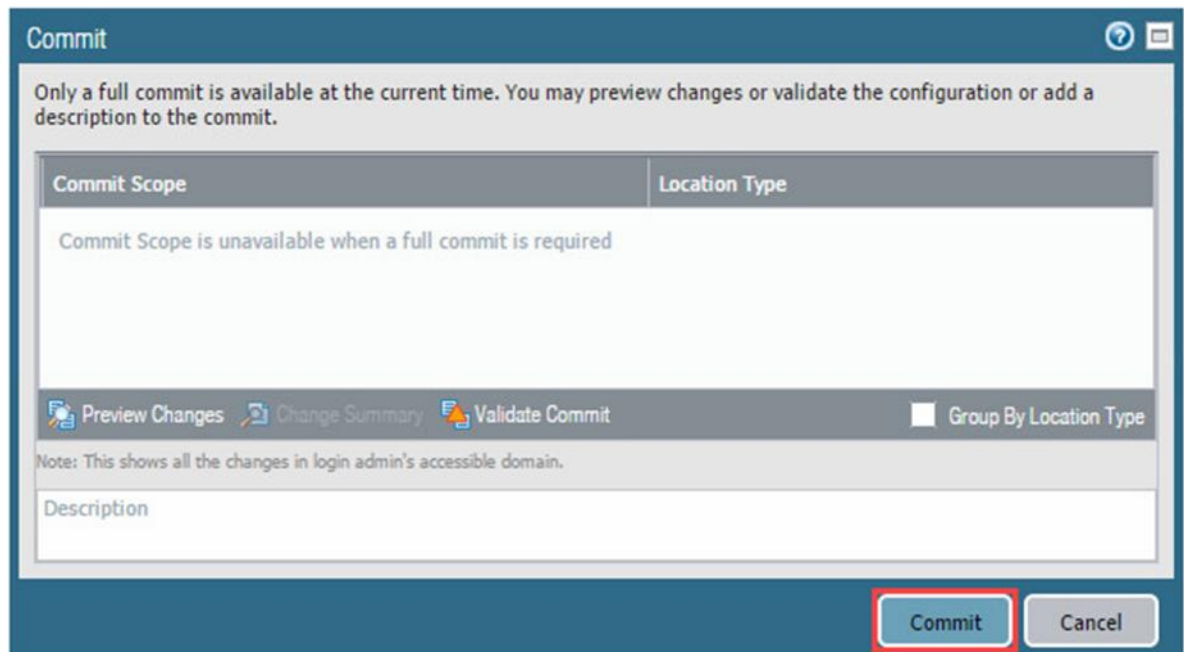 Commit
Only a full commit is available at the current time. You may preview changes or validate the configuration or add a
description to the commit.
Commit Scope Location Type
Commit Scope is unavailable when a full commit is required
Preview Changes Change Summary Validate Commit Group By Location Type
Note: This shows all the changes in login admin's accessible domain.
Description
Commit Cancel